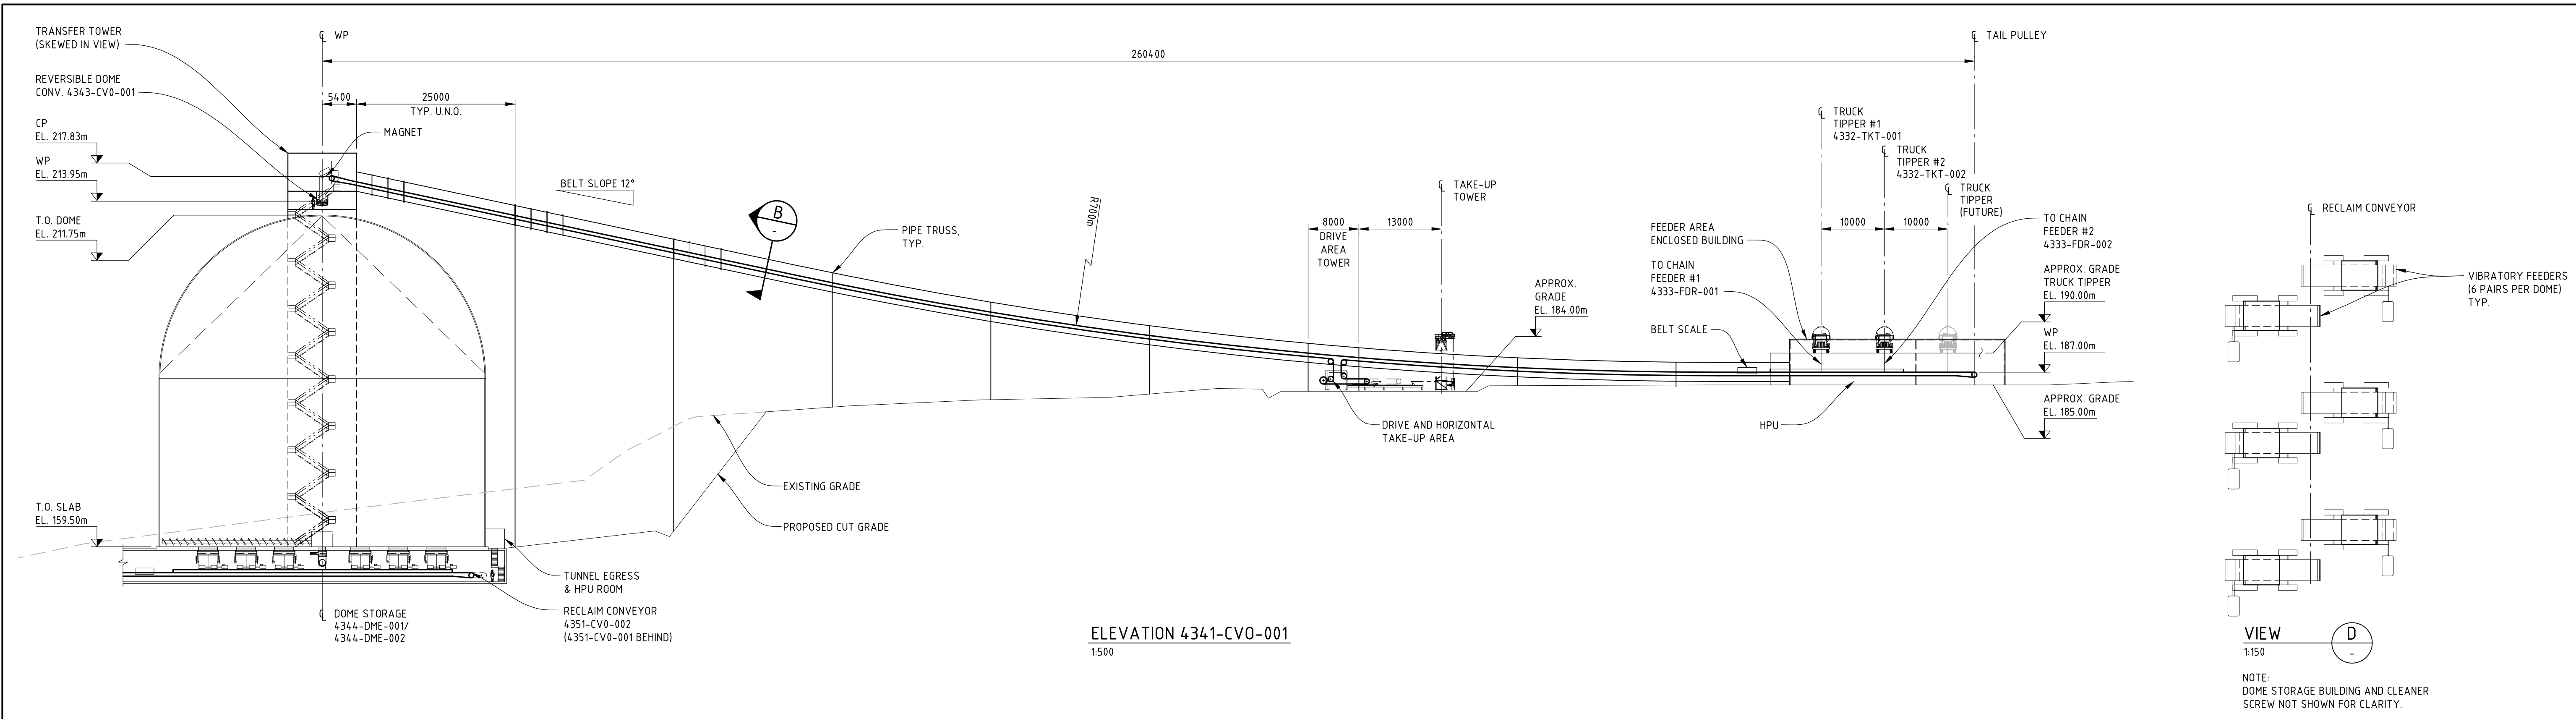 TRANSFER TOWER
(SKEWED IN VIEW)
REVERSIBLE DOME
CONV. 4343-CVO-001
CP
EL. 217.83m
WP
EL. 213.95m
T.O. DOME
EL. 211.75m
T.O. SLAB
EL. 159.50m
℄ WP
260400
℄ TAIL PULLEY
5400
25000
TYP. U.N.O.
MAGNET
BELT SLOPE 12°
B
-
PIPE TRUSS,
TYP.
R700m
8000
DRIVE
AREA
TOWER
13000
℄ TAKE-UP
TOWER
APPROX.
GRADE
EL. 184.00m
DRIVE AND HORIZONTAL
TAKE-UP AREA
℄ TRUCK
TIPPER #1
4332-TKT-001
℄ TRUCK
TIPPER #2
4332-TKT-002
℄ TRUCK
TIPPER
(FUTURE)
10000
10000
FEEDER AREA
ENCLOSED BUILDING
TO CHAIN
FEEDER #1
4333-FDR-001
BELT SCALE
HPU
TO CHAIN
FEEDER #2
4333-FDR-002
APPROX. GRADE
TRUCK TIPPER
EL. 190.00m
WP
EL. 187.00m
APPROX. GRADE
EL. 185.00m
EXISTING GRADE
PROPOSED CUT GRADE
TUNNEL EGRESS
& HPU ROOM
RECLAIM CONVEYOR
4351-CVO-002
(4351-CVO-001 BEHIND)
℄ DOME STORAGE
4344-DME-001/
4344-DME-002
ELEVATION 4341-CVO-001
1:500
℄ RECLAIM CONVEYOR
VIBRATORY FEEDERS
(6 PAIRS PER DOME)
TYP.
VIEW
D
-
1:150
NOTE:
DOME STORAGE BUILDING AND CLEANER
SCREW NOT SHOWN FOR CLARITY.